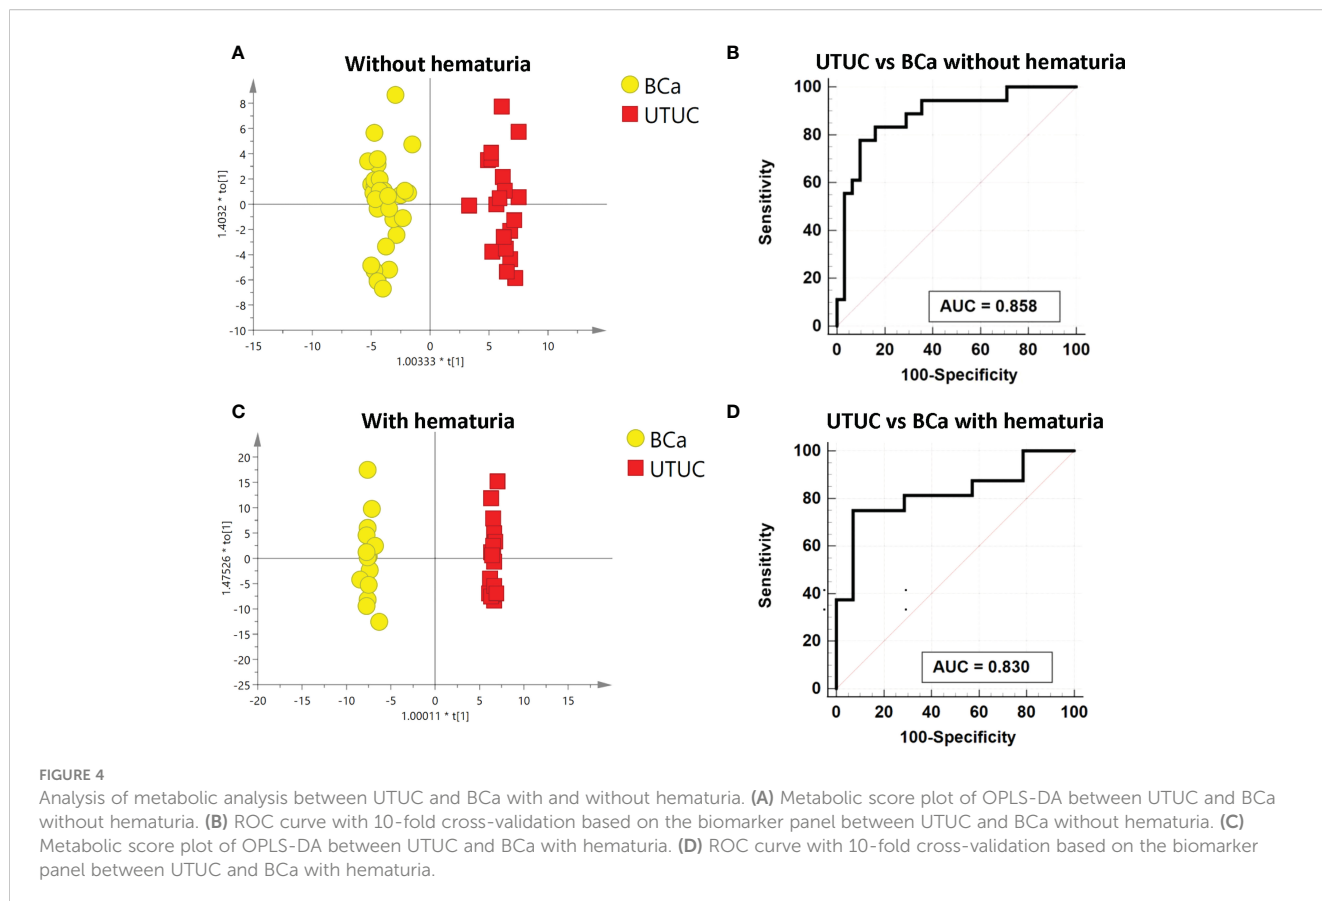 A
Without hematuria
BCa
UTUC
8
6
4
2
0
-2
-4
-6
-8
-10
1.4032 * to[1]
-15
-10
-5
0
5
10
1.00333 * t[1]
B
UTUC vs BCa without hematuria
100
80
60
40
20
0
Sensitivity
AUC = 0.858
0 20 40 60 80 100
100-Specificity
C
With hematuria
BCa
UTUC
20
15
10
5
0
-5
-10
-15
-20
-25
1.47526 * to[1]
-20 -15 -10 -5 0 5 10 15
1.00011 * t[1]
D
UTUC vs BCa with hematuria
100
80
60
40
20
0
Sensitivity
AUC = 0.830
0 20 40 60 80 100
100-Specificity
FIGURE 4
Analysis of metabolic analysis between UTUC and BCa with and without hematuria. (A) Metabolic score plot of OPLS-DA between UTUC and BCa
without hematuria. (B) ROC curve with 10-fold cross-validation based on the biomarker panel between UTUC and BCa without hematuria. (C)
Metabolic score plot of OPLS-DA between UTUC and BCa with hematuria. (D) ROC curve with 10-fold cross-validation based on the biomarker
panel between UTUC and BCa with hematuria.